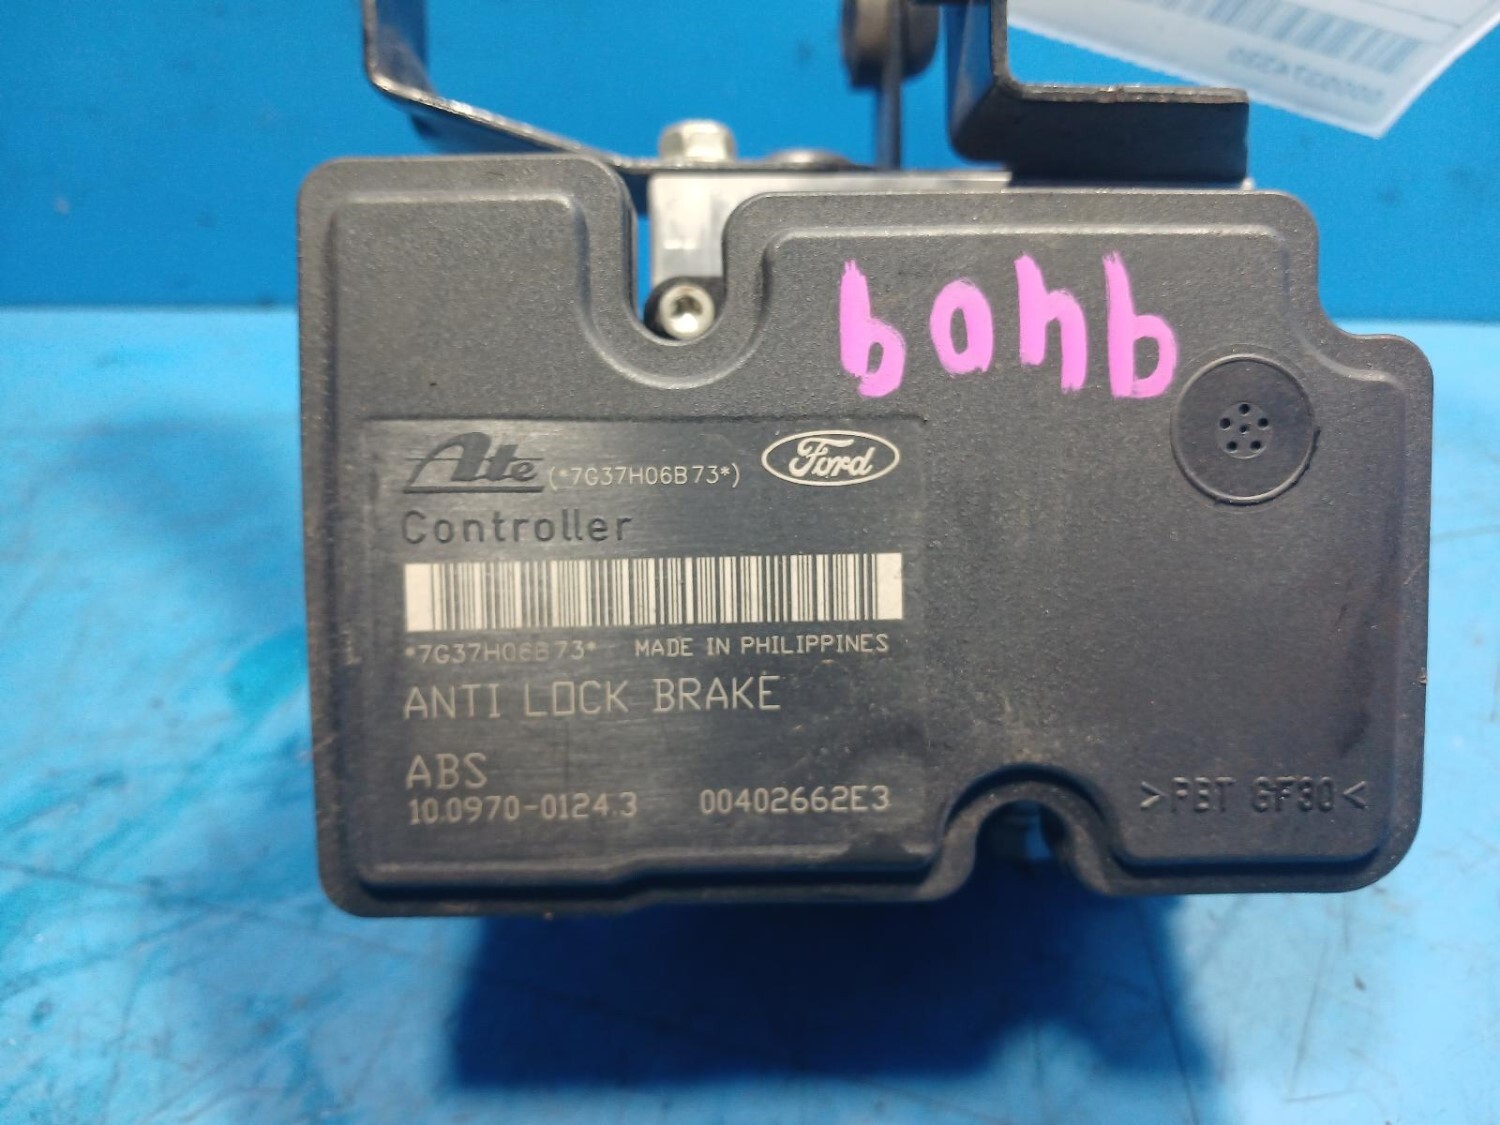 9409
Ate (*7G37H06B73*) Ford
Controller
*7G37H06B73* MADE IN PHILIPPINES
ANTI LOCK BRAKE
ABS
10.0970-0124.3 00402662E3
>PBT GF30<